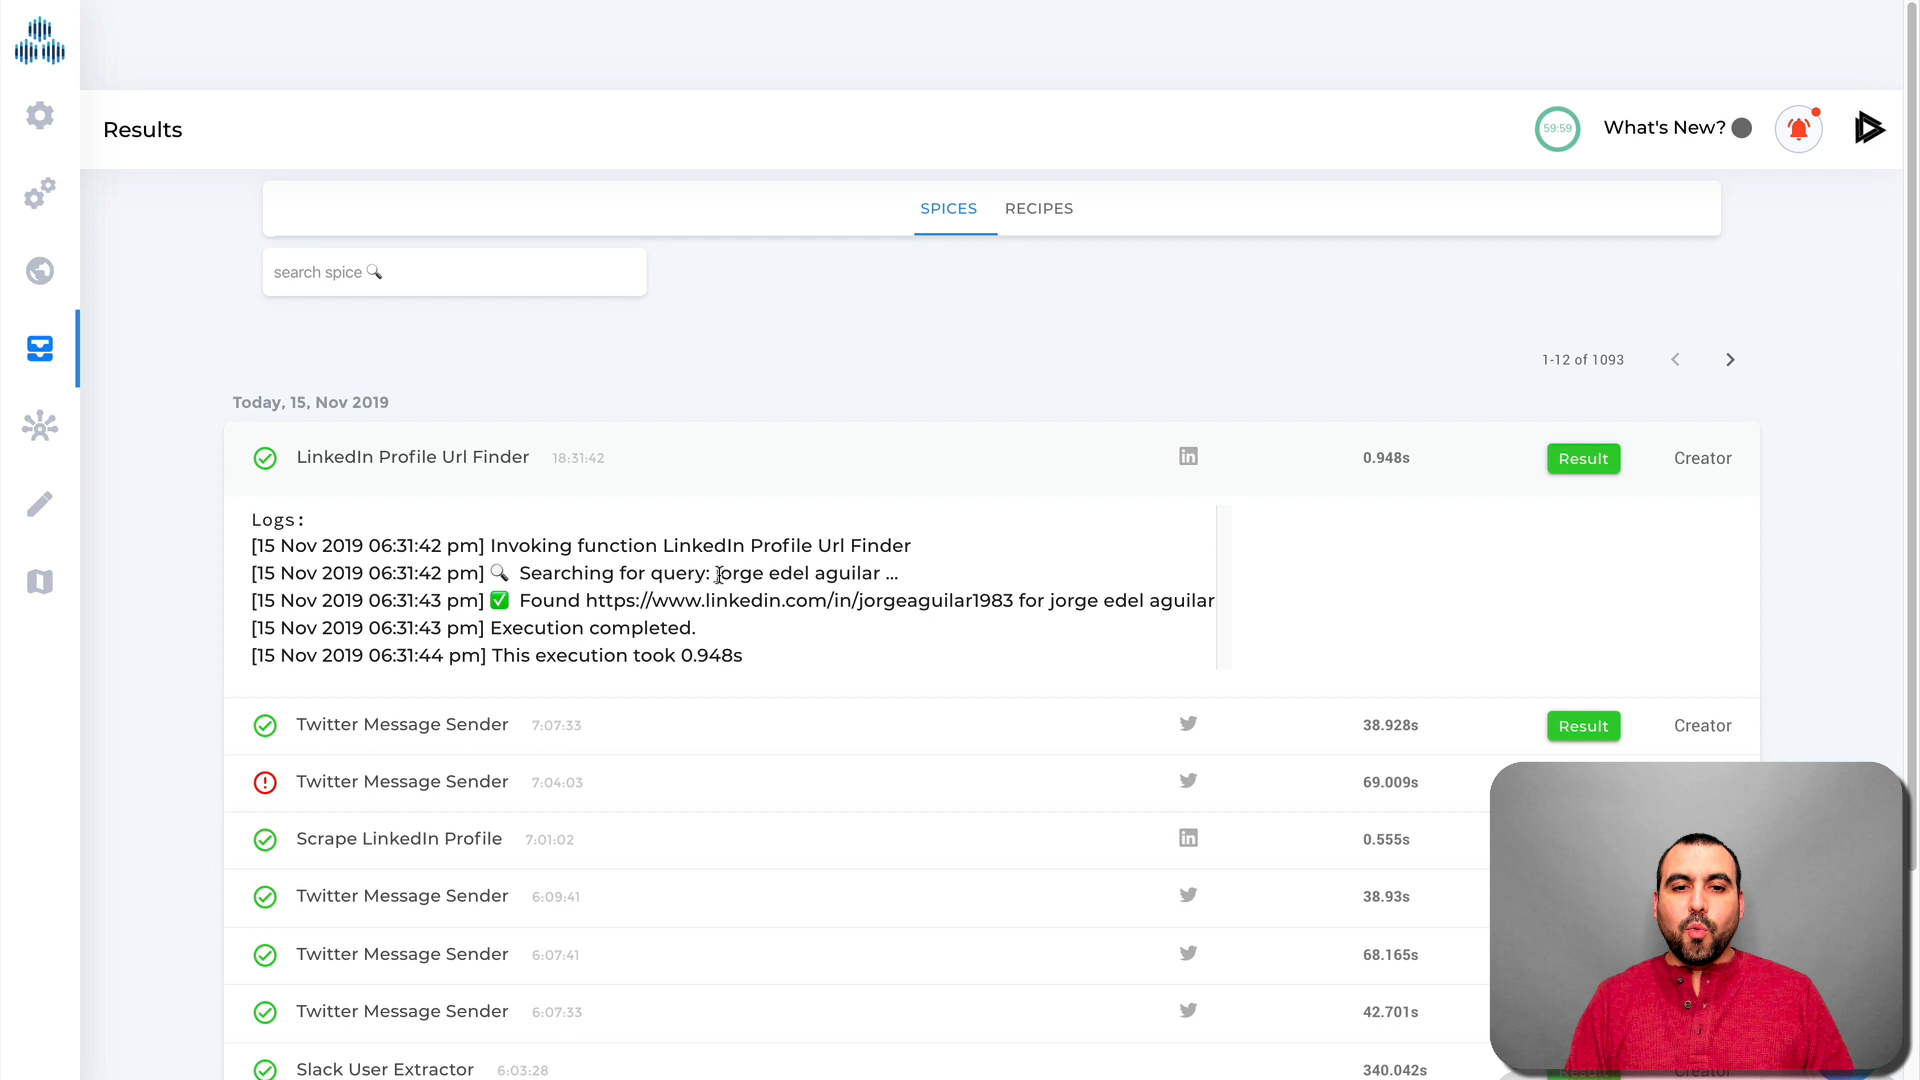 Results
59:59
What's New?
SPICES RECIPES
search spice
1-12 of 1093
Today, 15, Nov 2019
LinkedIn Profile Url Finder 18:31:42 0.948s Result Creator
Logs:
[15 Nov 2019 06:31:42 pm] Invoking function LinkedIn Profile Url Finder
[15 Nov 2019 06:31:42 pm] Searching for query: jorge edel aguilar ...
[15 Nov 2019 06:31:43 pm] Found https://www.linkedin.com/in/jorgeaguilar1983 for jorge edel aguilar
[15 Nov 2019 06:31:43 pm] Execution completed.
[15 Nov 2019 06:31:44 pm] This execution took 0.948s
Twitter Message Sender 7:07:33 38.928s Result Creator
Twitter Message Sender 7:04:03 69.009s
Scrape LinkedIn Profile 7:01:02 in 0.555s
Twitter Message Sender 6:09:41 38.93s
Twitter Message Sender 6:07:41 68.165s
Twitter Message Sender 6:07:33 42.701s
Slack User Extractor 6:03:28 340.042s Result Creator